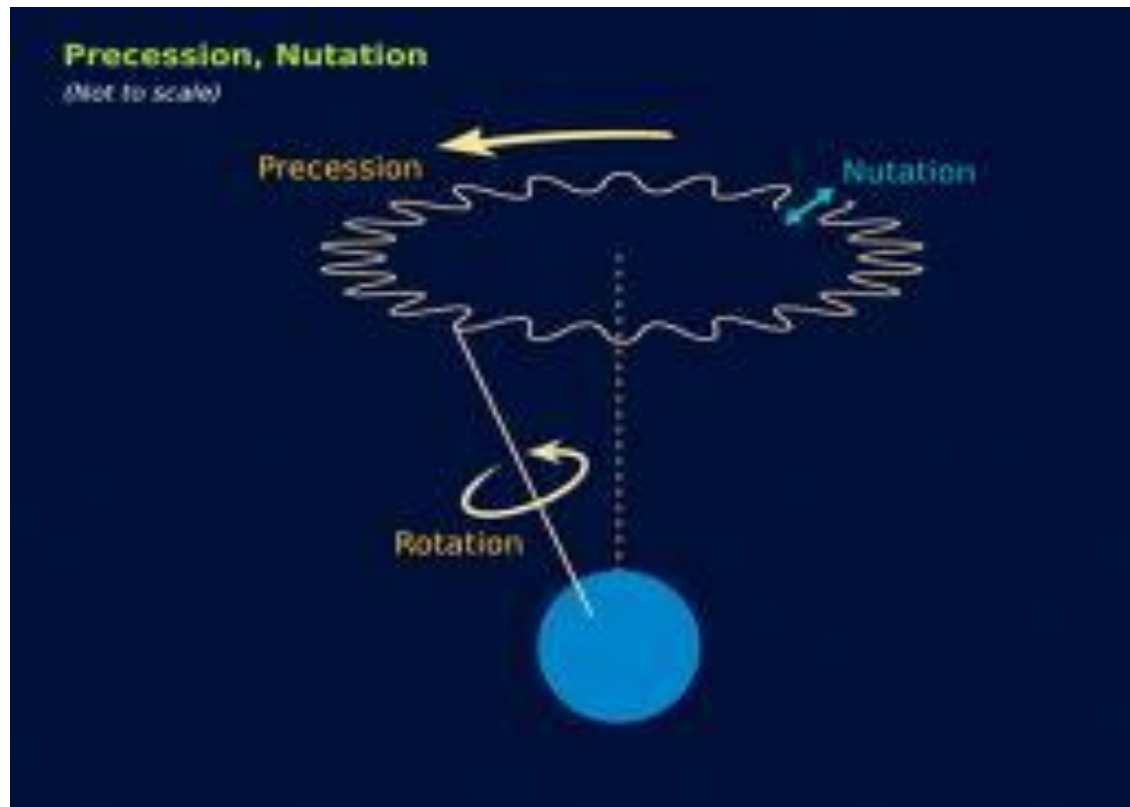 Precession, Nutation
(Not to scale)
Precession
Nutation
Rotation